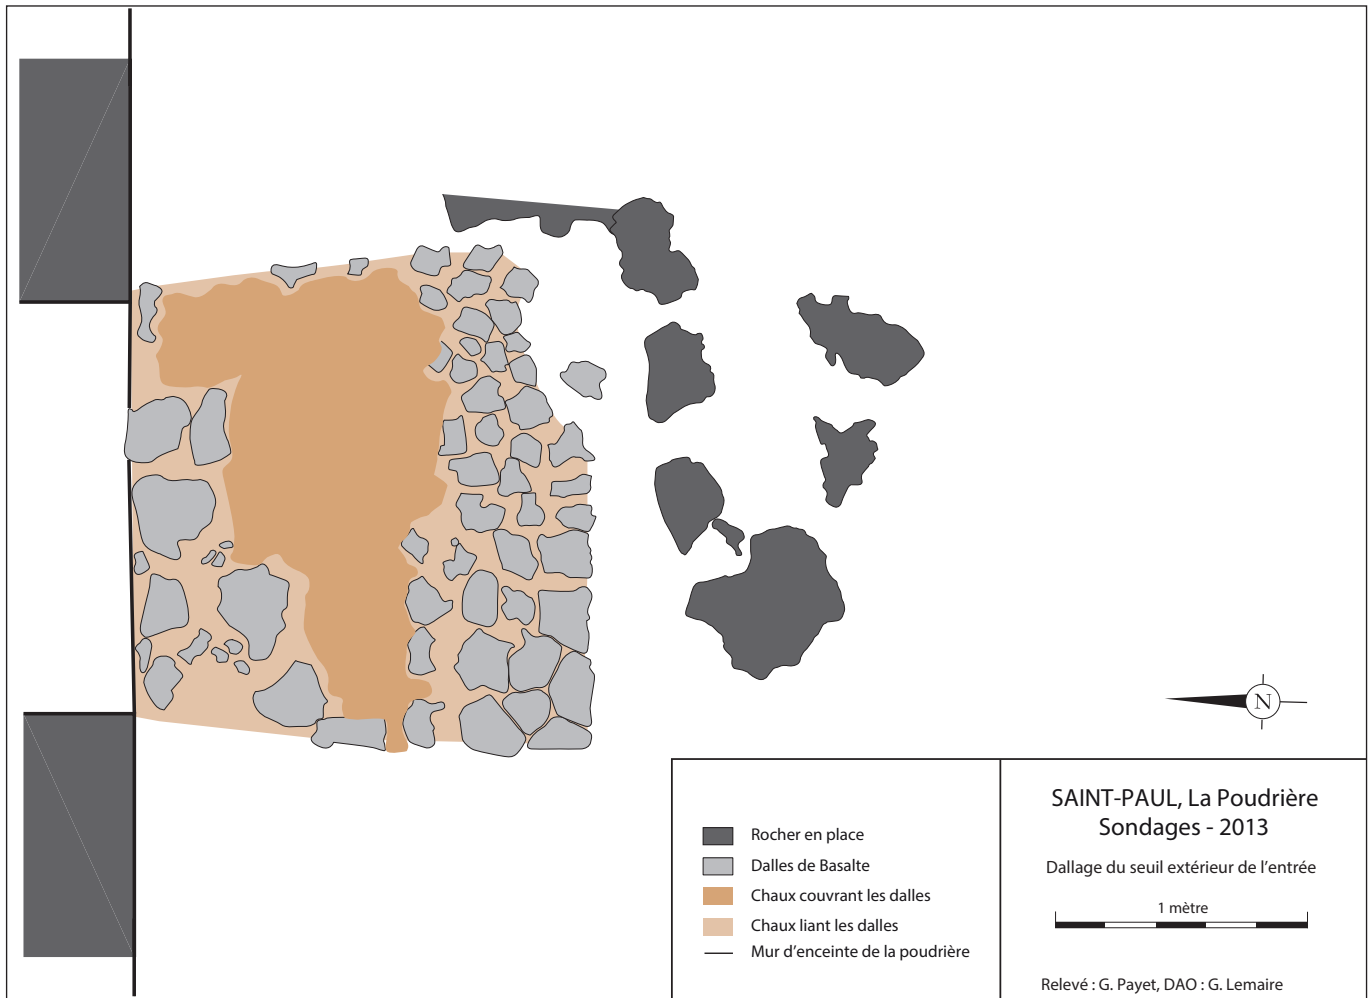 N
Rocher en place
Dalles de Basalte
Chaux couvrant les dalles
Chaux liant les dalles
Mur d'enceinte de la poudrière
SAINT-PAUL, La Poudrière
Sondages - 2013
Dallage du seuil extérieur de l'entrée
1 mètre
Relevé : G. Payet, DAO : G. Lemaire